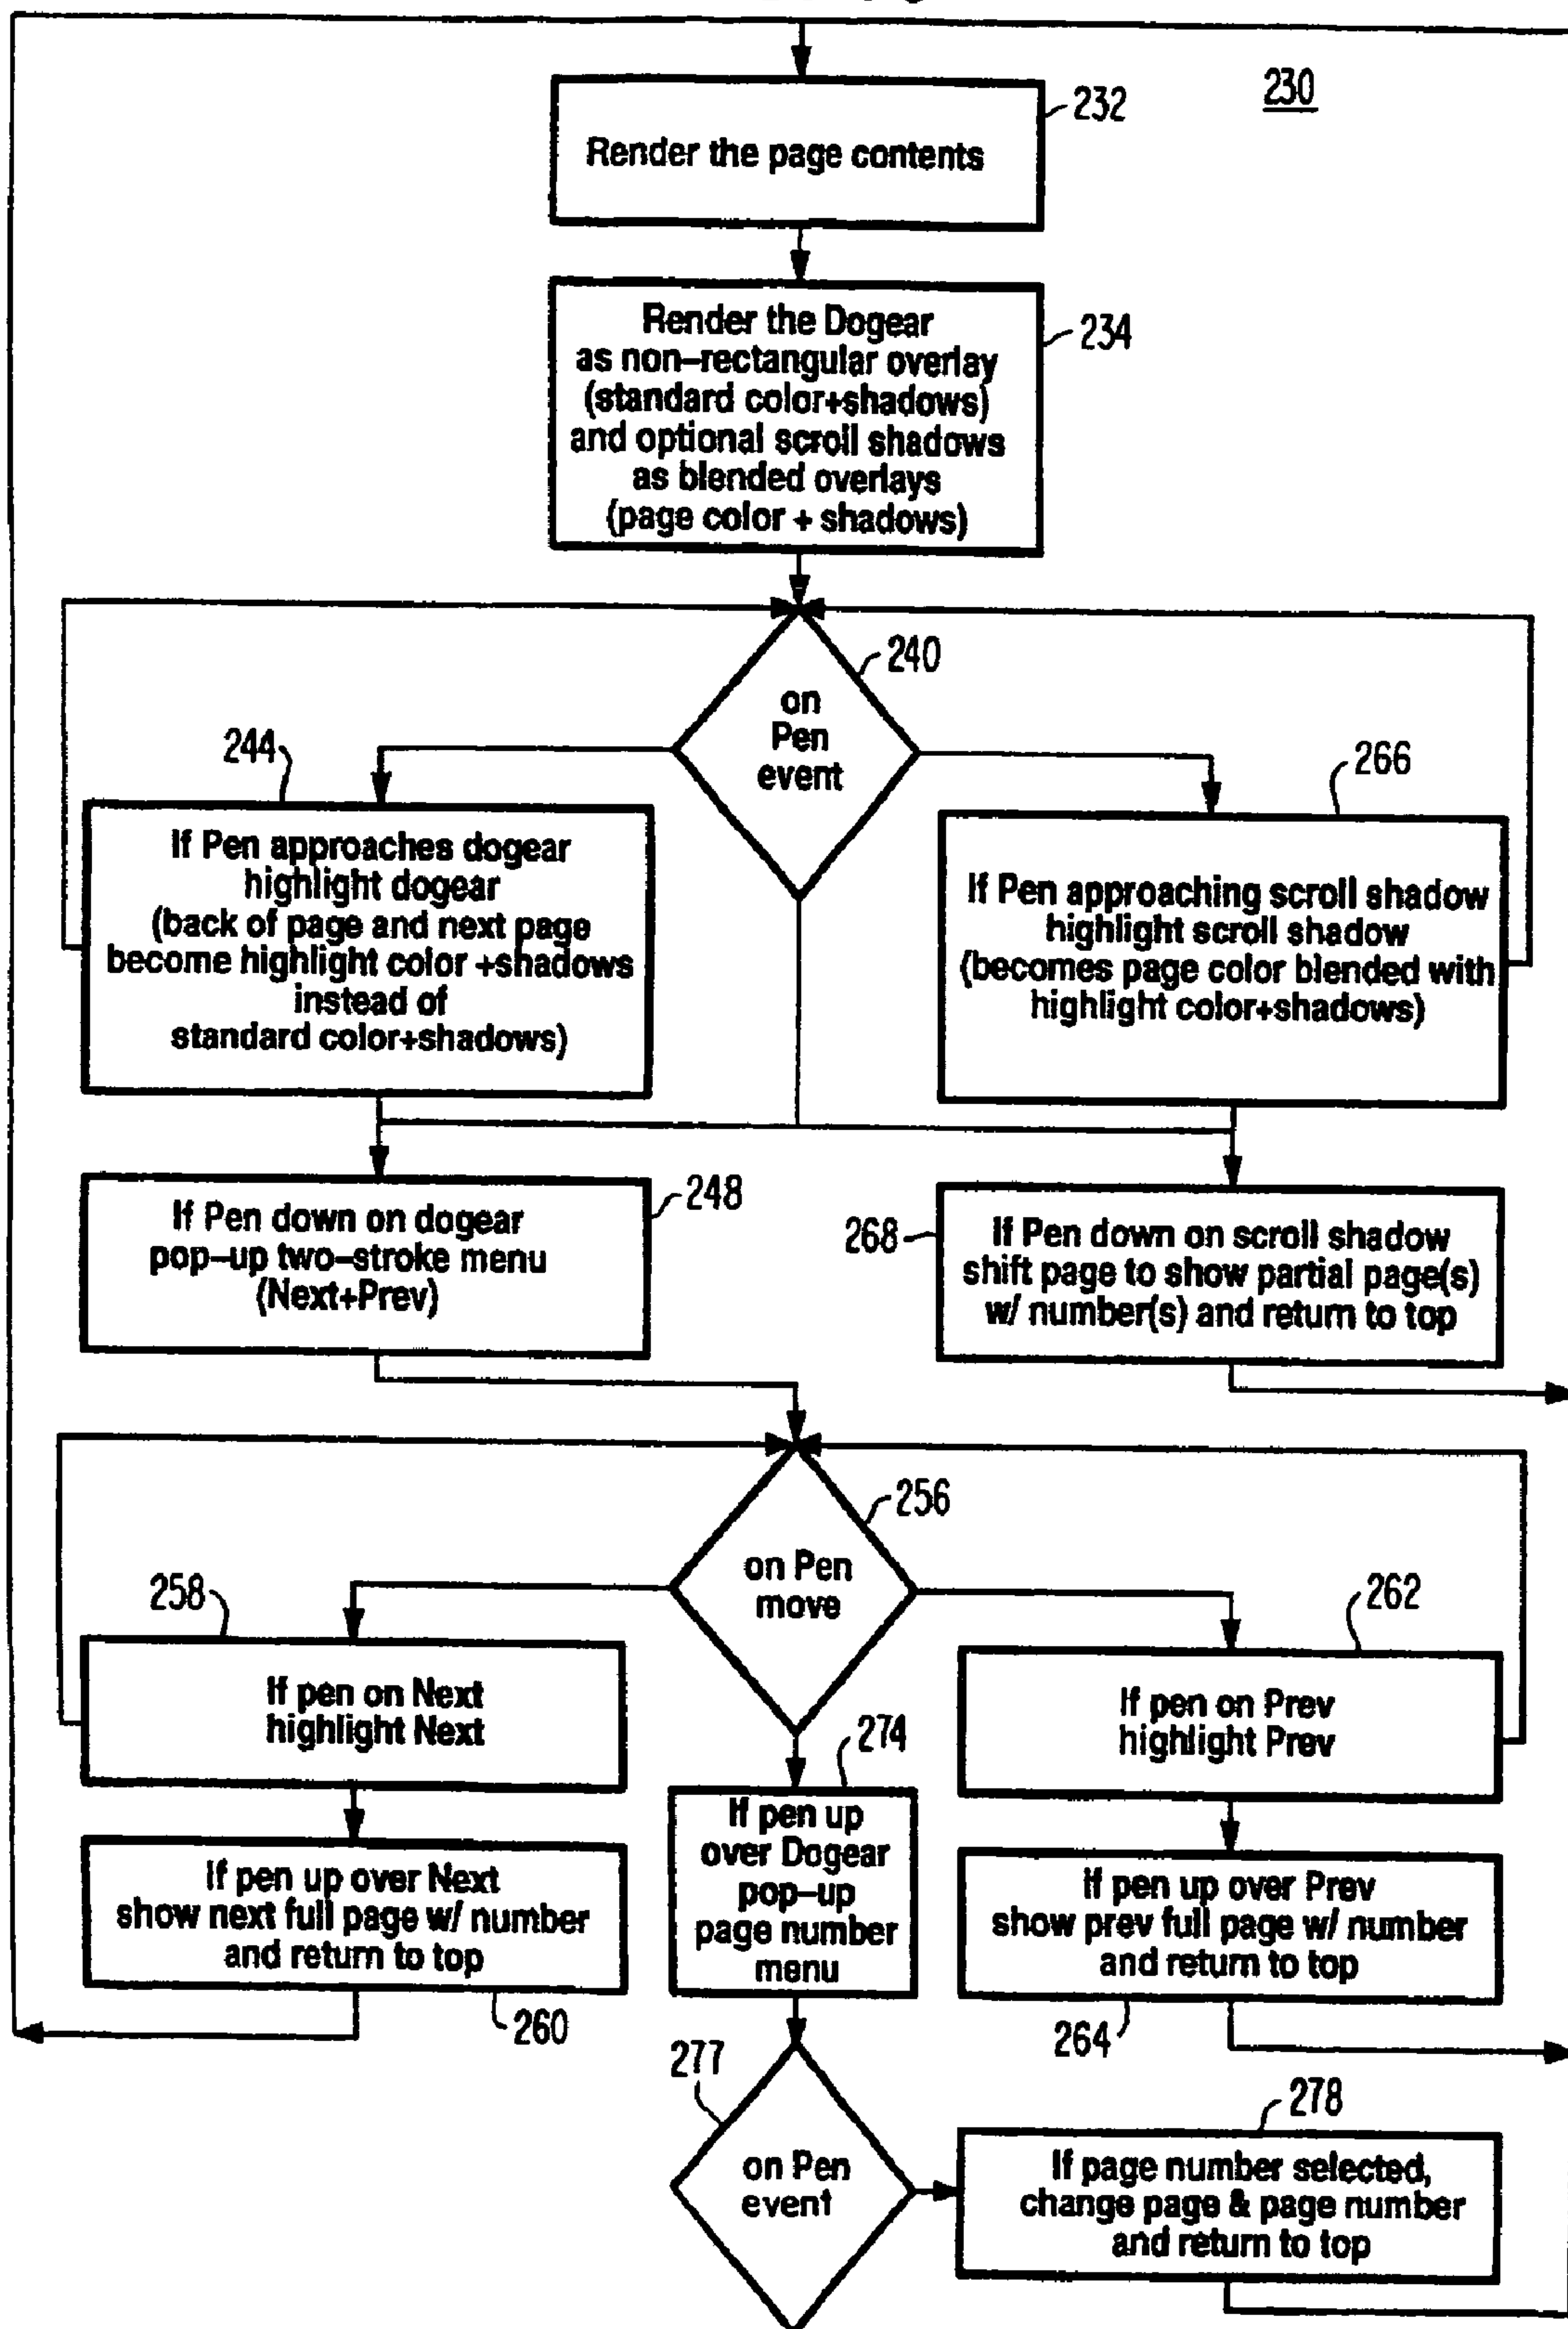 230
232
Render the page contents
234
Render the Dogear
as non-rectangular overlay
(standard color+shadows)
and optional scroll shadows
as blended overlays
(page color + shadows)
240
on
Pen
event
244
If Pen approaches dogear
highlight dogear
(back of page and next page
become highlight color +shadows
instead of
standard color+shadows)
266
If Pen approaching scroll shadow
highlight scroll shadow
(becomes page color blended with
highlight color+shadows)
248
If Pen down on dogear
pop-up two-stroke menu
(Next+Prev)
268
If Pen down on scroll shadow
shift page to show partial page(s)
w/ number(s) and return to top
256
on Pen
move
258
If pen on Next
highlight Next
262
If pen on Prev
highlight Prev
274
If pen up
over Dogear
pop-up
page number
menu
If pen up over Next
show next full page w/ number
and return to top
260
If pen up over Prev
show prev full page w/ number
and return to top
264
277
on Pen
event
278
If page number selected,
change page & page number
and return to top